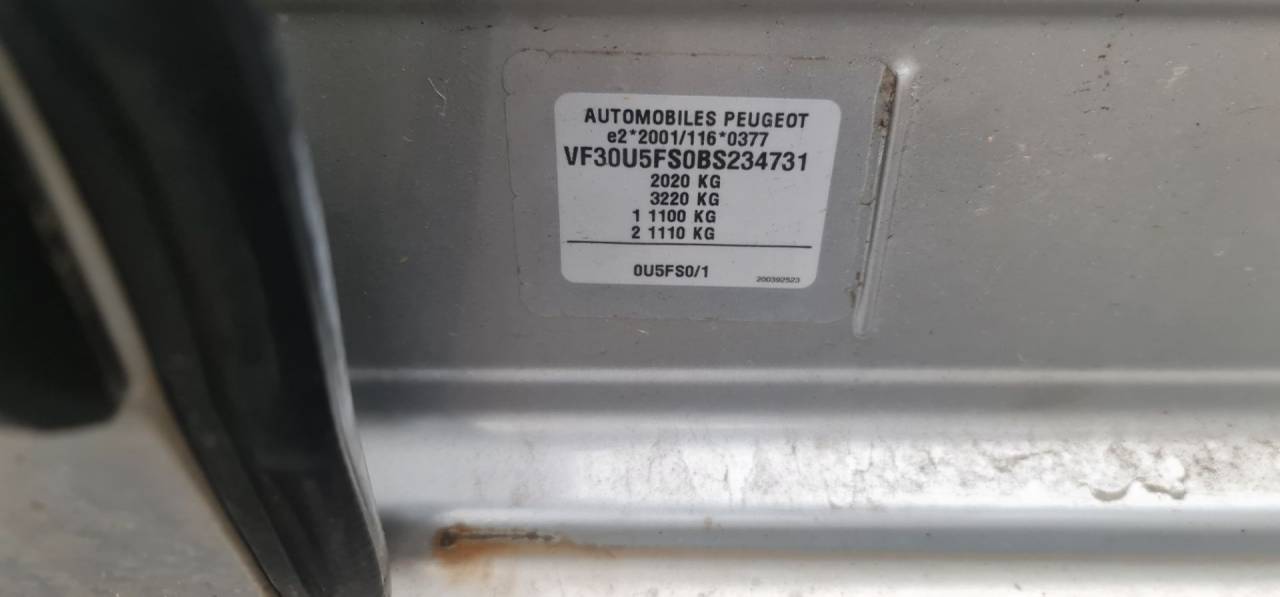 AUTOMOBILES PEUGEOT
e2*2001/116*0377
VF30U5FS0BS234731
2020 KG
3220 KG
1 1100 KG
2 1110 KG
0U5FS0/1
200392523